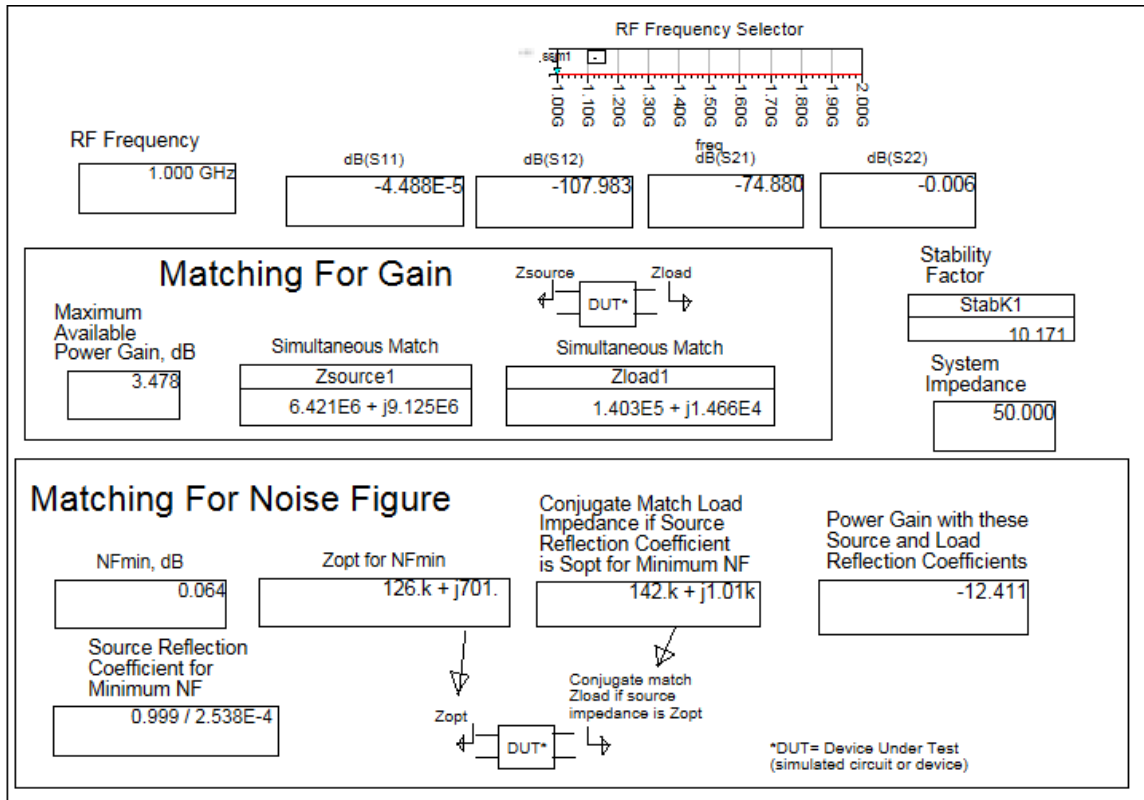 RF Frequency Selector
ssm1
1.00G 1.10G 1.20G 1.30G 1.40G 1.50G 1.60G 1.70G 1.80G 1.90G 2.00G
freq
RF Frequency
1.000 GHz
dB(S11)
-4.488E-5
dB(S12)
-107.983
dB(S21)
-74.880
dB(S22)
-0.006
Matching For Gain
Zsource
Zload
DUT*
Maximum
Available
Power Gain, dB
3.478
Simultaneous Match
Zsource1
6.421E6 + j9.125E6
Simultaneous Match
Zload1
1.403E5 + j1.466E4
Stability
Factor
StabK1
10.171
System
Impedance
50.000
Matching For Noise Figure
NFmin, dB
0.064
Zopt for NFmin
126.k + j701.
Conjugate Match Load
Impedance if Source
Reflection Coefficient
is Sopt for Minimum NF
142.k + j1.01k
Power Gain with these
Source and Load
Reflection Coefficients
-12.411
Source Reflection
Coefficient for
Minimum NF
0.999 / 2.538E-4
Zopt
DUT*
Conjugate match
Zload if source
impedance is Zopt
*DUT= Device Under Test
(simulated circuit or device)